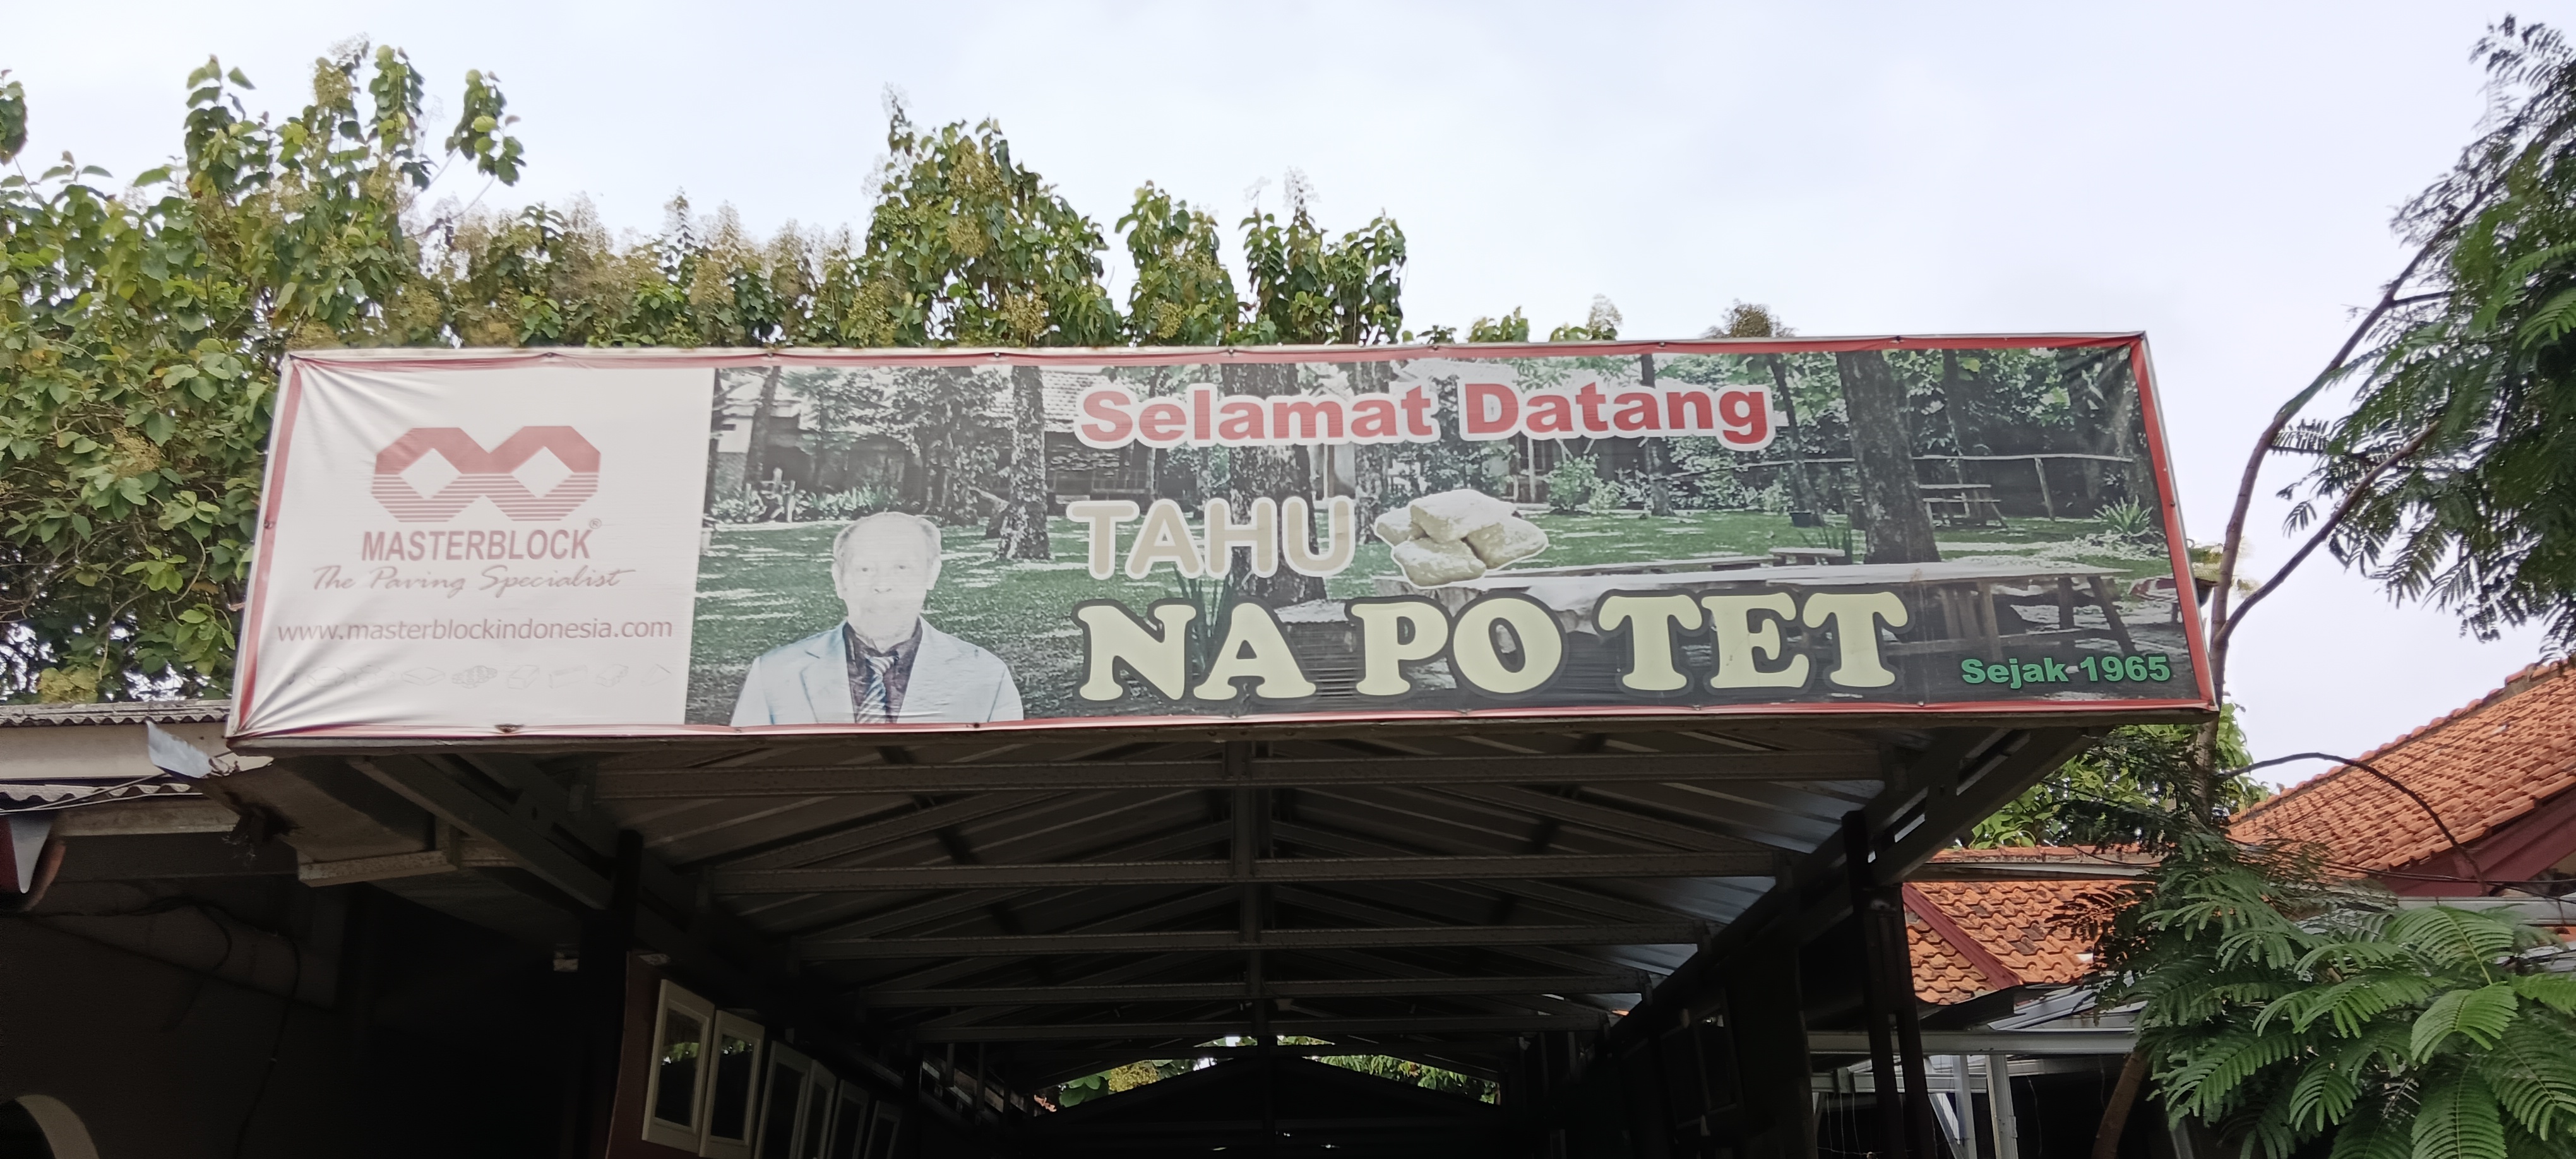 MASTERBLOCK®
The Paving Specialist
www.masterblockindonesia.com
Selamat Datang
TAHU
NA PO TET
Sejak 1965